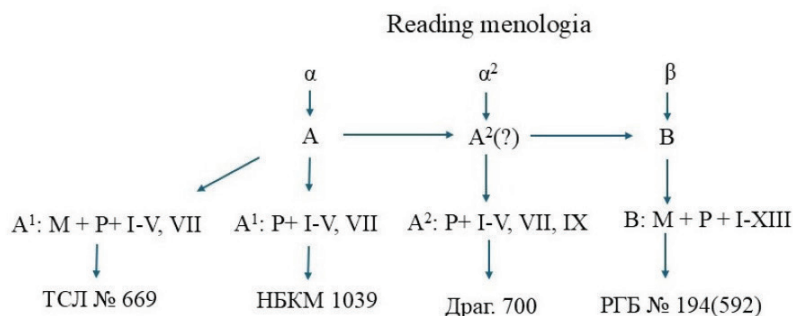 Reading menologia
α α² β
A A²(?) B
A¹: M + P+ I-V, VII A¹: P+ I-V, VII A²: P+ I-V, VII, IX B: M + P + I-XIII
ТСЛ № 669 НБКМ 1039 Драг. 700 РГБ № 194(592)